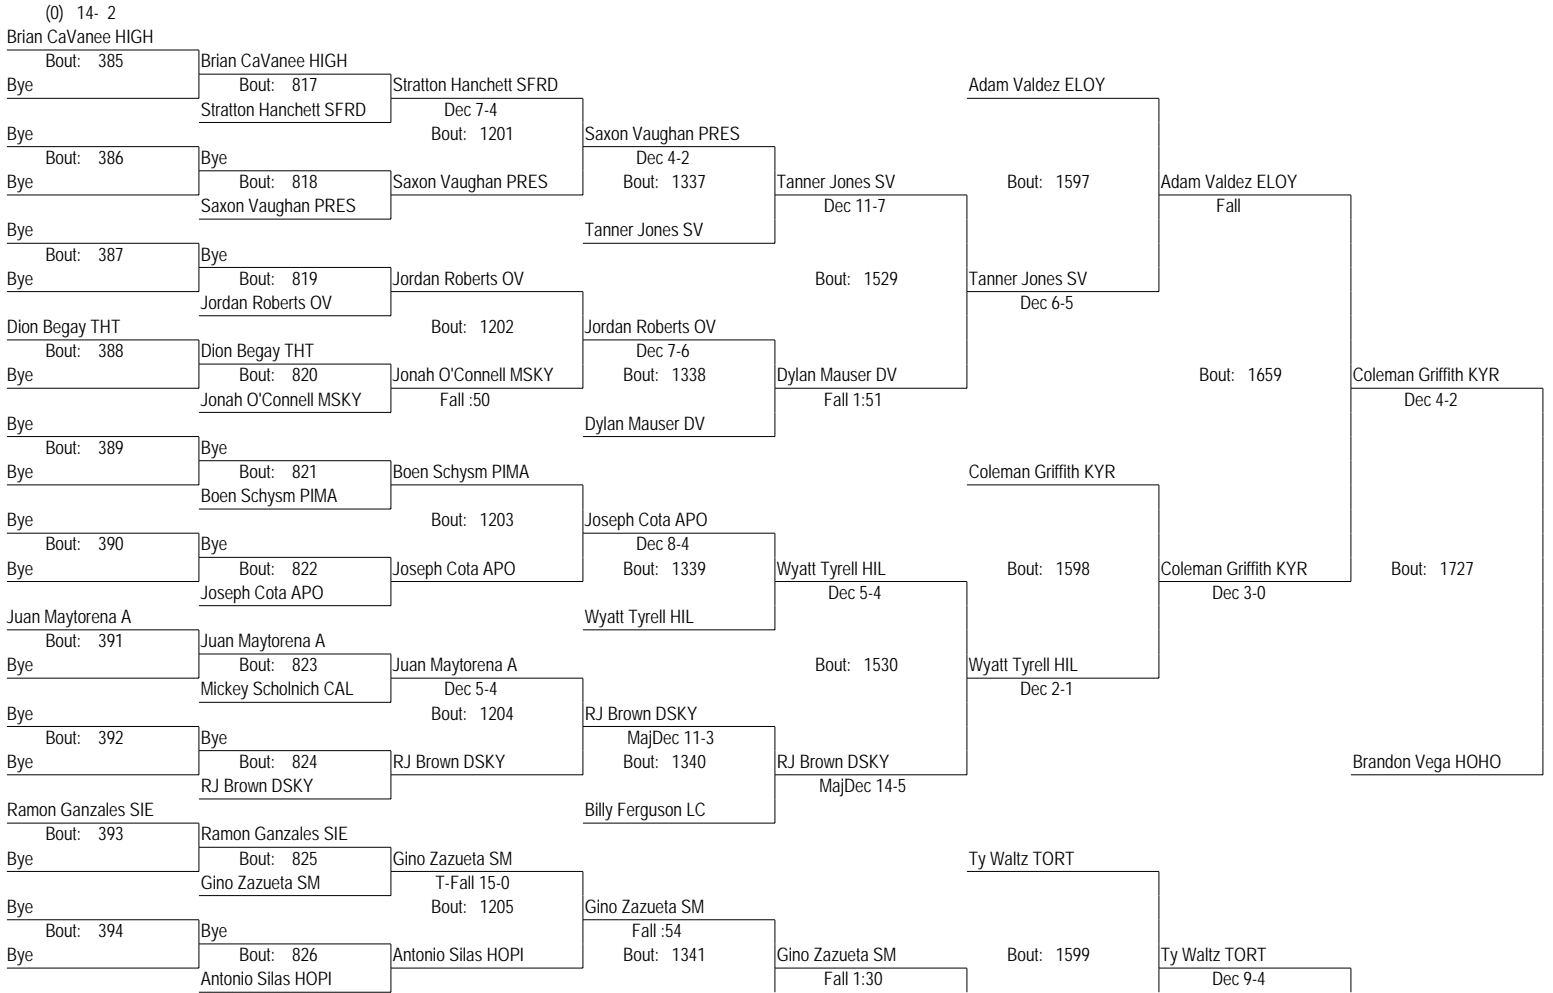 (0) 14- 2
Brian CaVanee HIGH
Bout: 385 Brian CaVanee HIGH
Bye Bout: 817 Stratton Hanchett SFRD Adam Valdez ELOY
Stratton Hanchett SFRD Dec 7-4
Bye Bout: 1201 Saxon Vaughan PRES
Bout: 386 Bye Dec 4-2
Bye Bout: 818 Saxon Vaughan PRES Bout: 1337 Tanner Jones SV Bout: 1597 Adam Valdez ELOY
Saxon Vaughan PRES Dec 11-7 Fall
Bye Tanner Jones SV
Bout: 387 Bye
Bye Bout: 819 Jordan Roberts OV Bout: 1529 Tanner Jones SV
Jordan Roberts OV Dec 6-5
Dion Begay THT Bout: 1202 Jordan Roberts OV
Bout: 388 Dion Begay THT Dec 7-6
Bye Bout: 820 Jonah O'Connell MSKY Bout: 1338 Dylan Mauser DV Bout: 1659 Coleman Griffith KYR
Jonah O'Connell MSKY Fall :50 Fall 1:51 Dec 4-2
Bye Dylan Mauser DV
Bout: 389 Bye
Bye Bout: 821 Boen Schysm PIMA Coleman Griffith KYR
Boen Schysm PIMA
Bye Bout: 1203 Joseph Cota APO
Bout: 390 Bye Dec 8-4
Bye Bout: 822 Joseph Cota APO Bout: 1339 Wyatt Tyrell HIL Bout: 1598 Coleman Griffith KYR Bout: 1727
Joseph Cota APO Dec 5-4 Dec 3-0
Juan Maytorena A Wyatt Tyrell HIL
Bout: 391 Juan Maytorena A
Bye Bout: 823 Juan Maytorena A Bout: 1530 Wyatt Tyrell HIL
Mickey Scholnich CAL Dec 5-4 Dec 2-1
Bye Bout: 1204 RJ Brown DSKY
Bout: 392 Bye MajDec 11-3
Bye Bout: 824 RJ Brown DSKY Bout: 1340 RJ Brown DSKY Brandon Vega HOHO
RJ Brown DSKY MajDec 14-5
Ramon Ganzales SIE Billy Ferguson LC
Bout: 393 Ramon Ganzales SIE
Bye Bout: 825 Gino Zazueta SM Ty Waltz TORT
Gino Zazueta SM T-Fall 15-0
Bye Bout: 1205 Gino Zazueta SM
Bout: 394 Bye Fall :54
Bye Bout: 826 Antonio Silas HOPI Bout: 1341 Gino Zazueta SM Bout: 1599 Ty Waltz TORT
Antonio Silas HOPI Fall 1:30 Dec 9-4